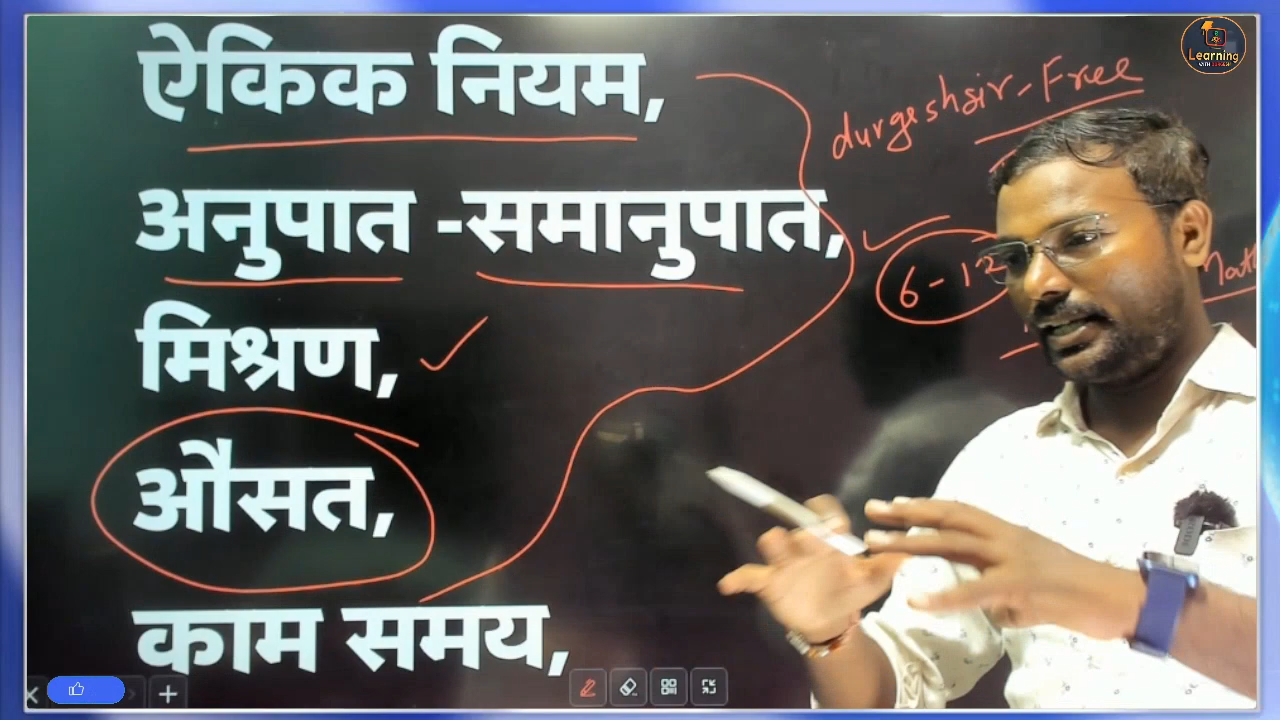 ऐकिक नियम,
durgeshsir-Free
अनुपात -समानुपात,
6-12
मिश्रण,
औसत,
काम समय,
Learning